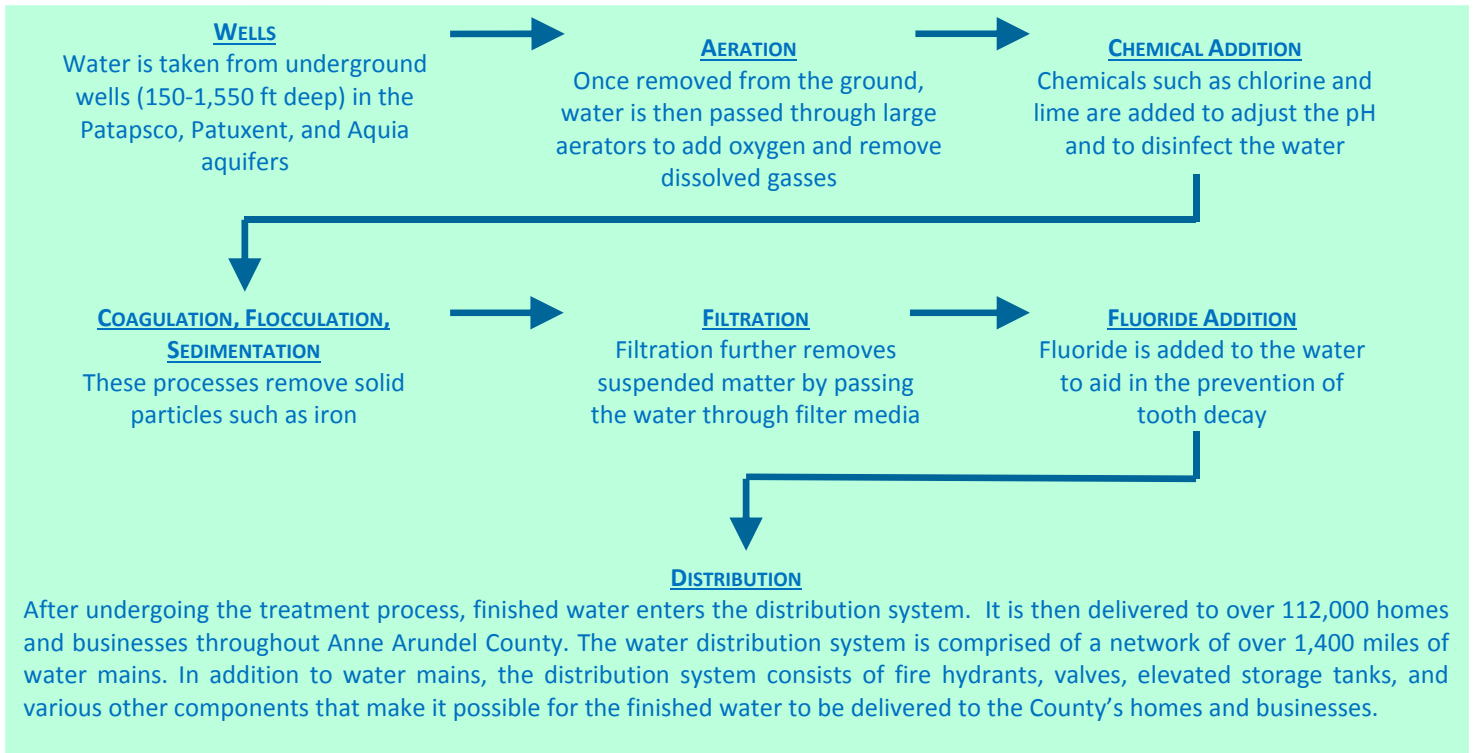 WELLS
Water is taken from underground
wells (150-1,550 ft deep) in the
Patapsco, Patuxent, and Aquia
aquifers
AERATION
Once removed from the ground,
water is then passed through large
aerators to add oxygen and remove
dissolved gasses
CHEMICAL ADDITION
Chemicals such as chlorine and
lime are added to adjust the pH
and to disinfect the water
COAGULATION, FLOCCULATION,
SEDIMENTATION
These processes remove solid
particles such as iron
FILTRATION
Filtration further removes
suspended matter by passing
the water through filter media
FLUORIDE ADDITION
Fluoride is added to the water
to aid in the prevention of
tooth decay
DISTRIBUTION
After undergoing the treatment process, finished water enters the distribution system. It is then delivered to over 112,000 homes
and businesses throughout Anne Arundel County. The water distribution system is comprised of a network of over 1,400 miles of
water mains. In addition to water mains, the distribution system consists of fire hydrants, valves, elevated storage tanks, and
various other components that make it possible for the finished water to be delivered to the County’s homes and businesses.